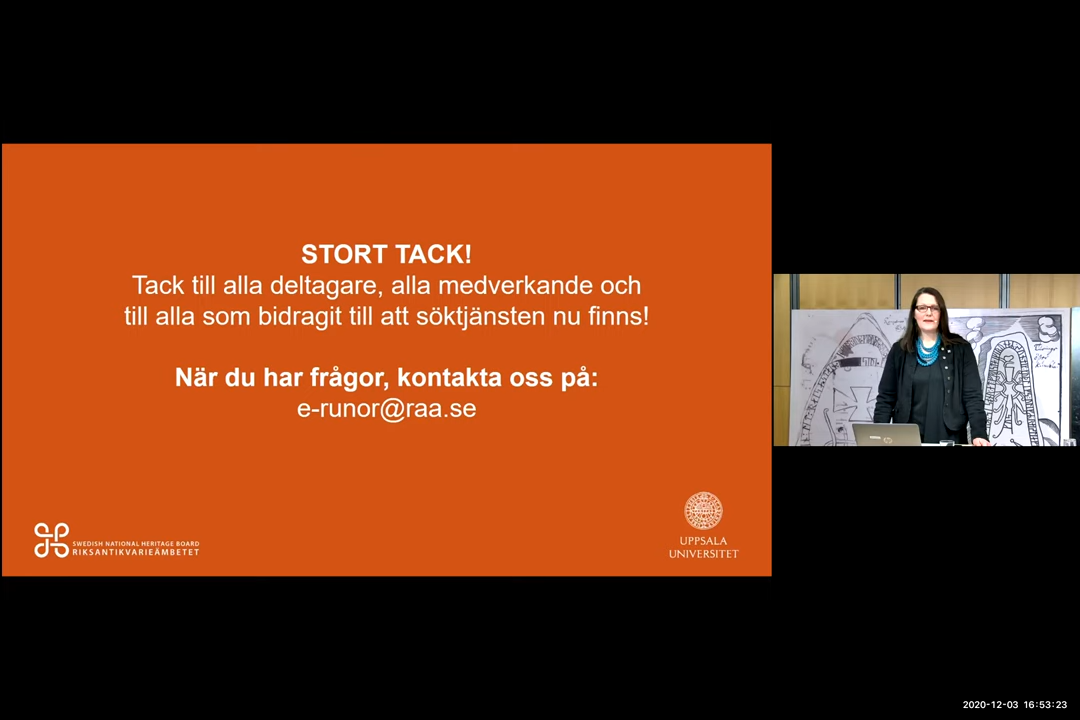 STORT TACK!
Tack till alla deltagare, alla medverkande och
till alla som bidragit till att söktjänsten nu finns!
När du har frågor, kontakta oss på:
e-runor@raa.se
SWEDISH NATIONAL HERITAGE BOARD
RIKSANTIKVARIEÄMBETET
UPPSALA
UNIVERSITET
2020-12-03 16:53:23